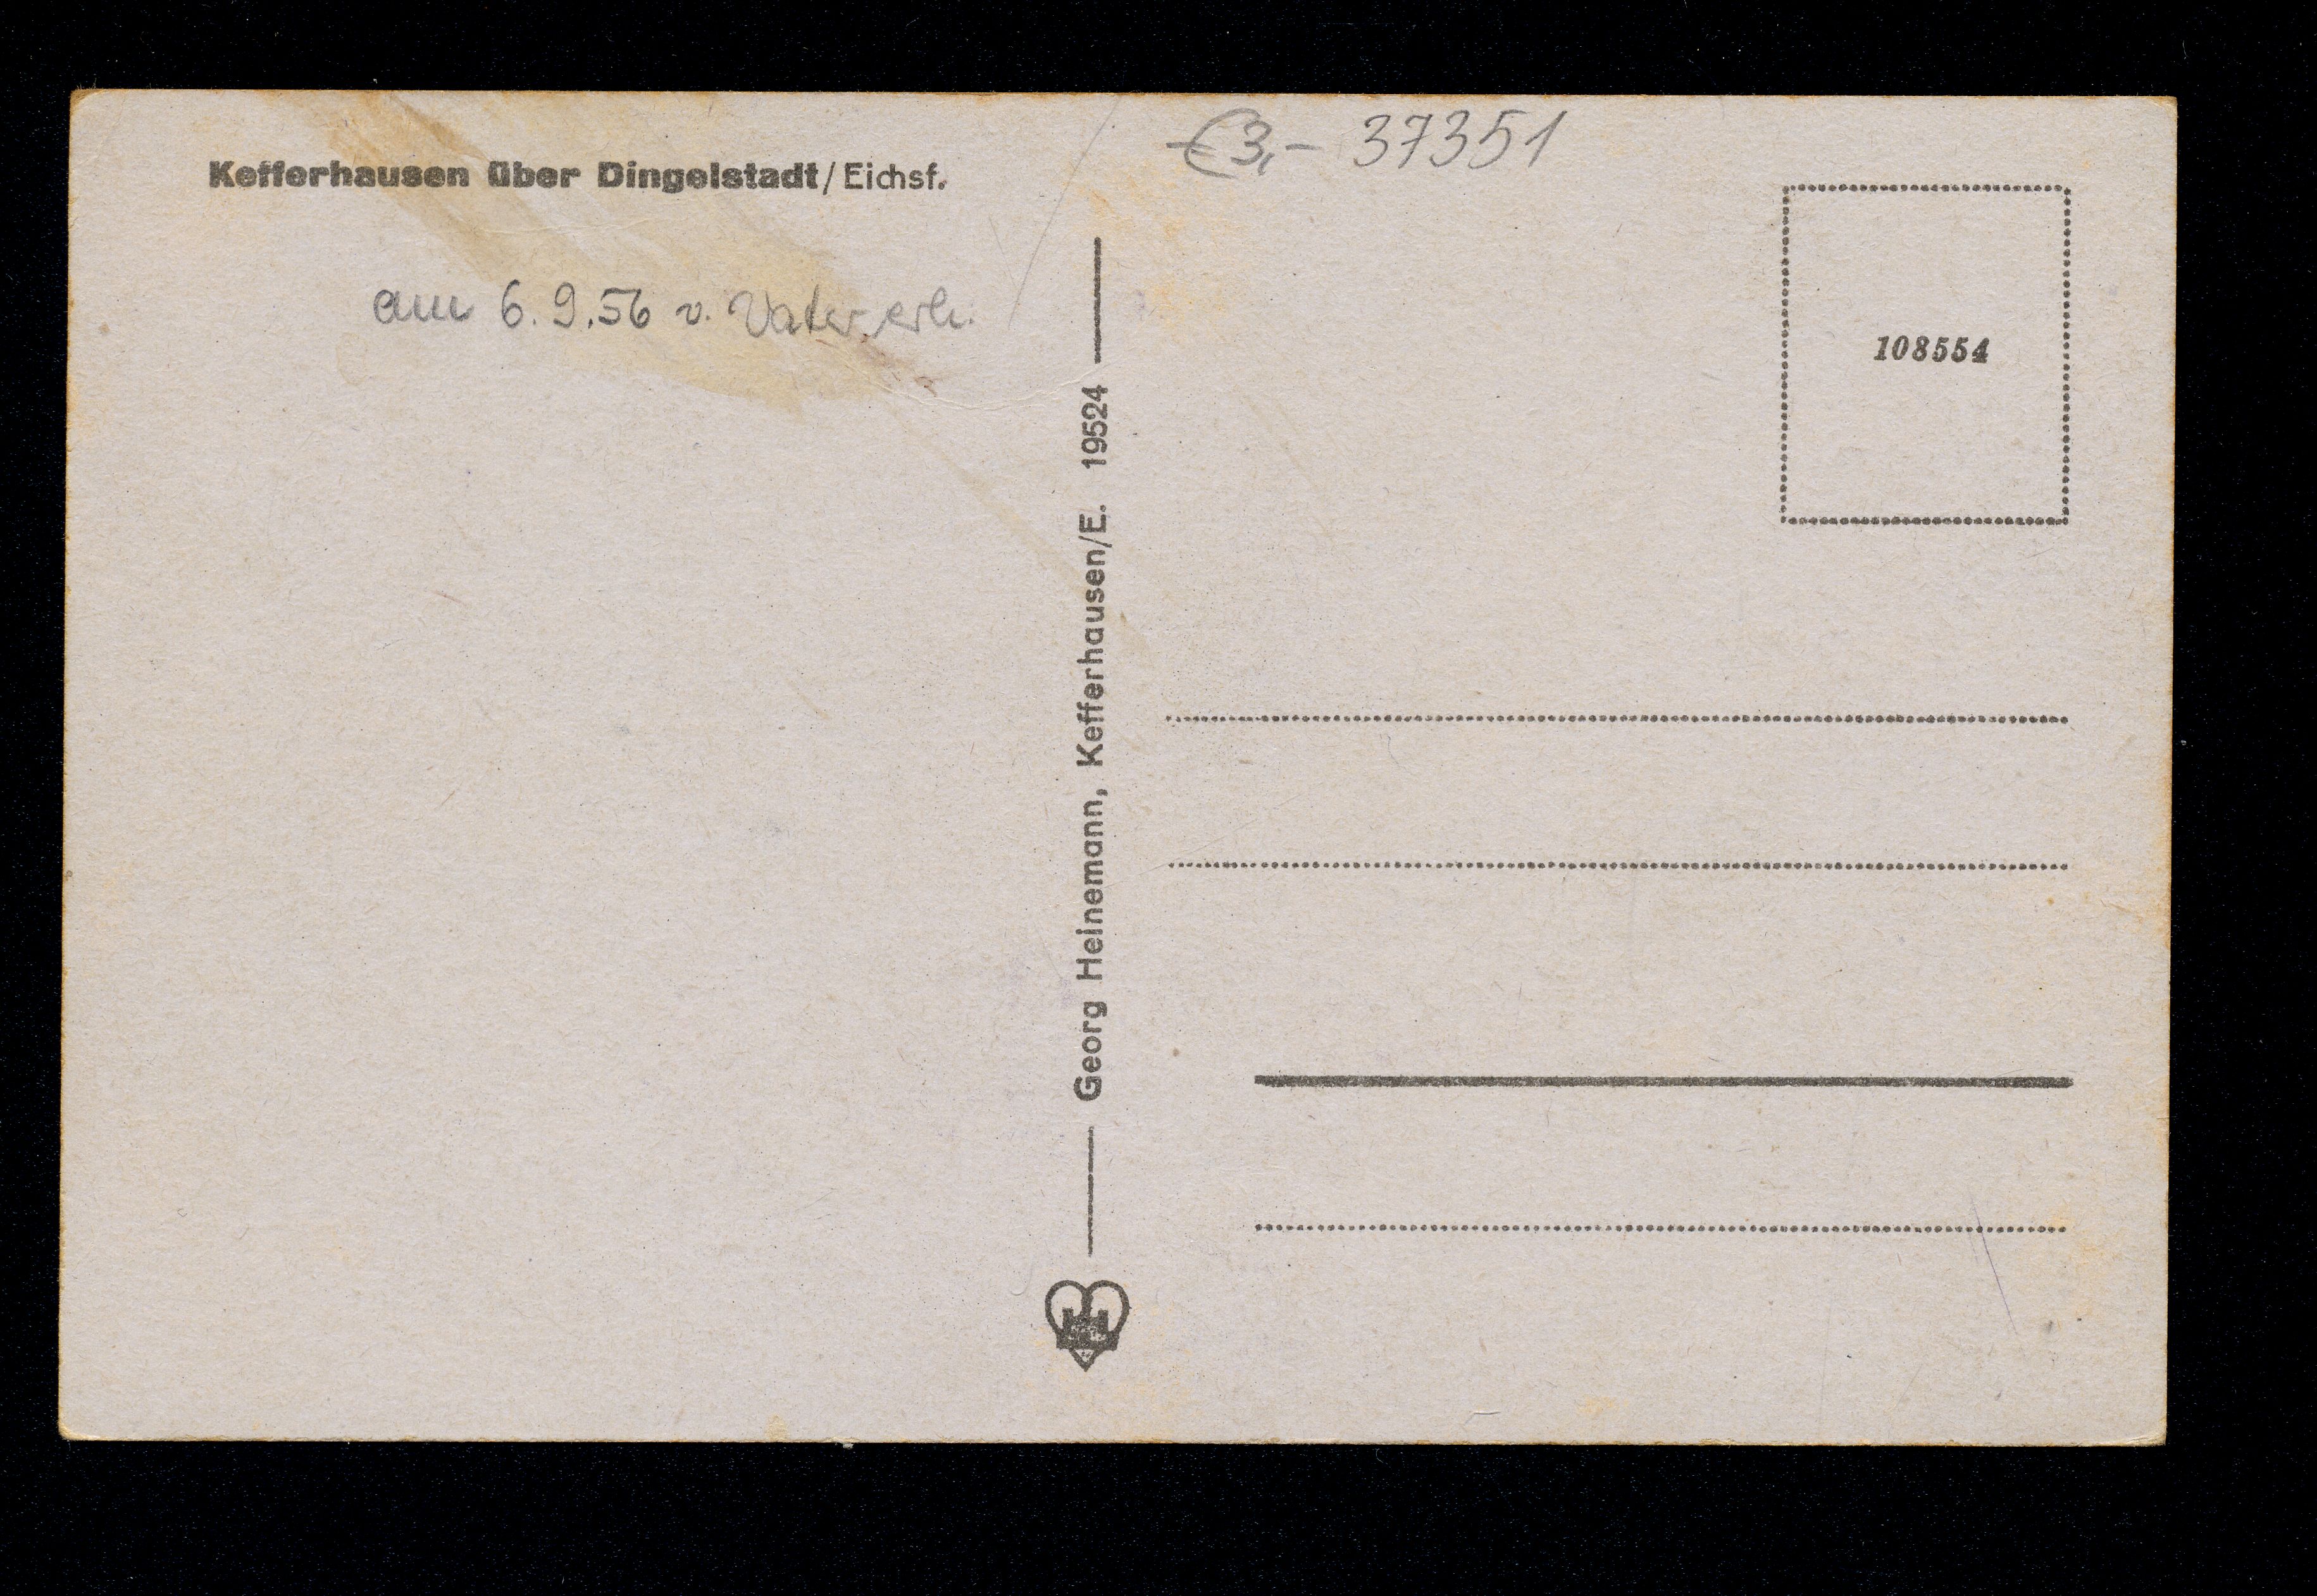 Kefferhausen über Dingelstadt/Eichsf.
am 6.9.56 v. Vater erh.
Georg Heinemann, Kefferhausen/E. 19524
€3,- 37351
108554